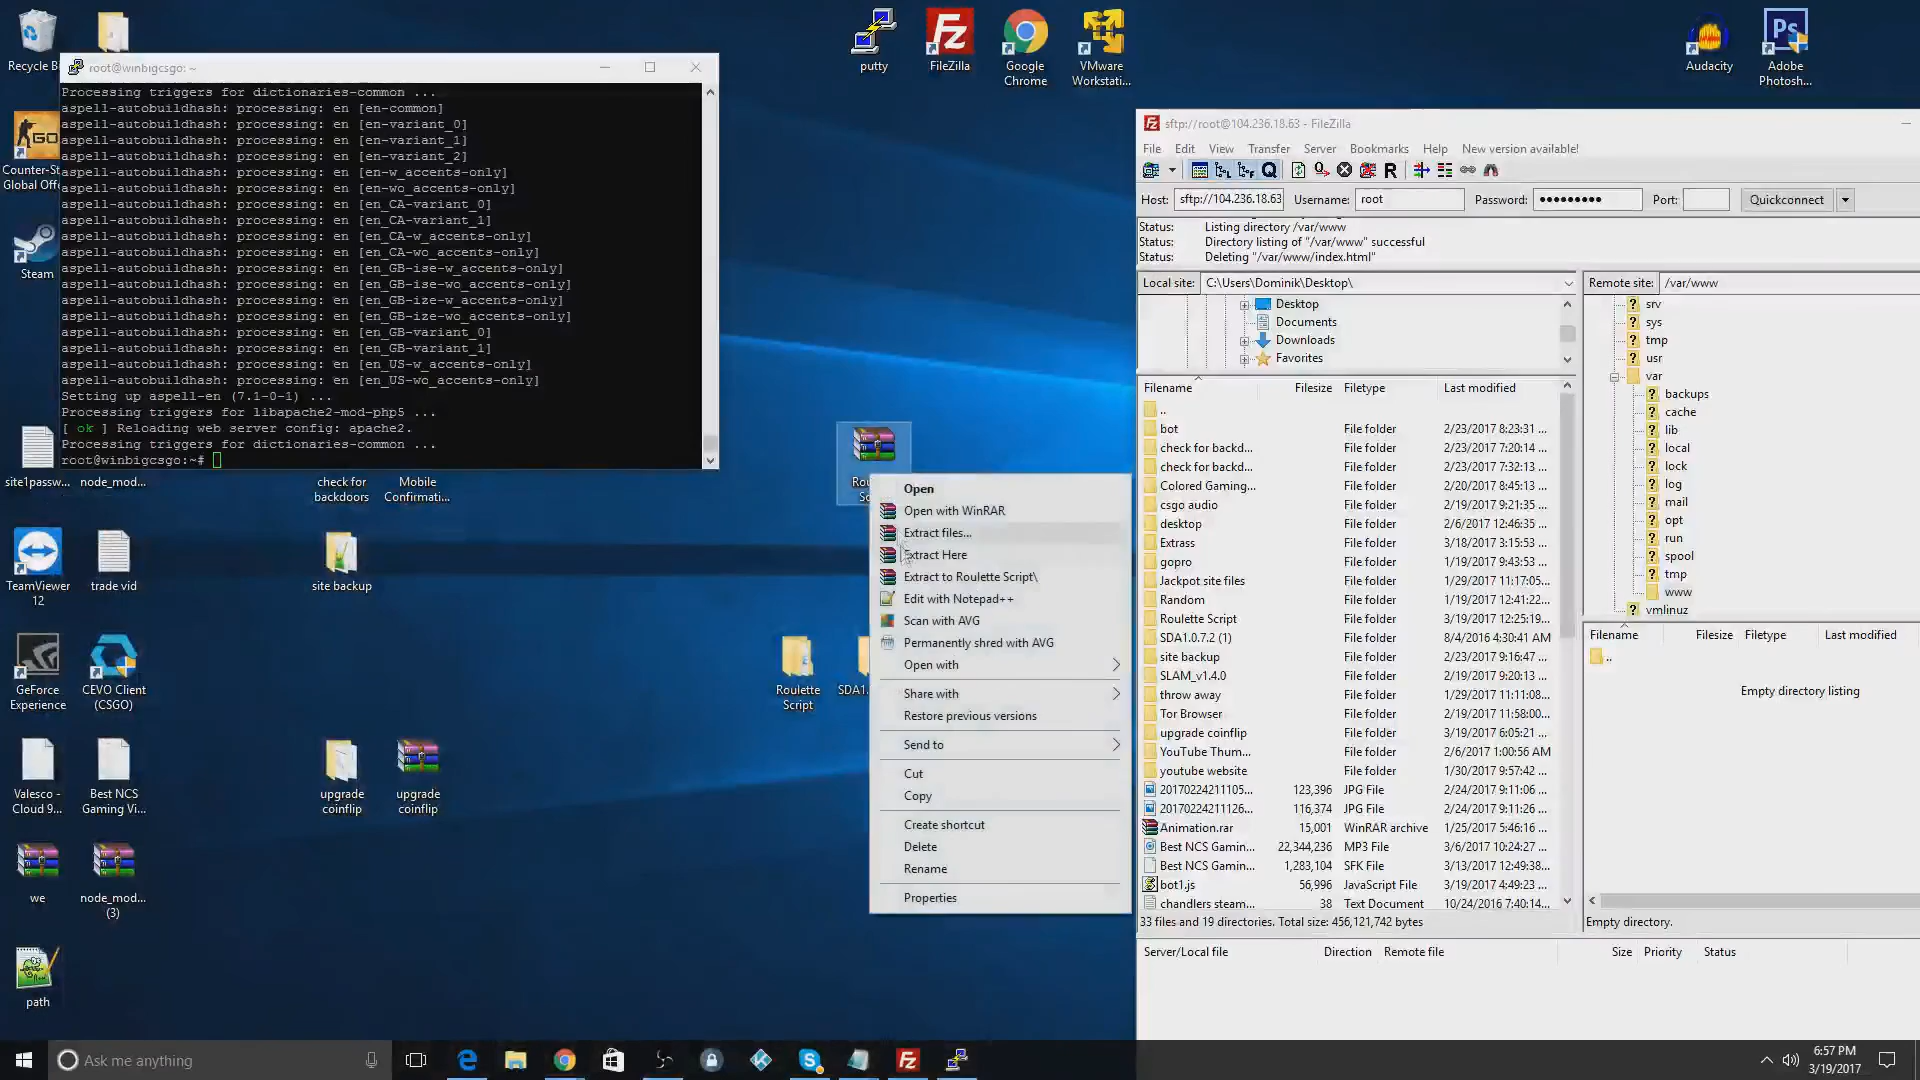 Recycle B
putty
FileZilla
Google
Chrome
VMware
Workstati...
Audacity
Adobe
Photosh...
root@winbigcsgo: ~
Processing triggers for dictionaries-common ...
aspell-autobuildhash: processing: en [en-common]
aspell-autobuildhash: processing: en [en-variant_0]
aspell-autobuildhash: processing: en [en-variant_1]
aspell-autobuildhash: processing: en [en-variant_2]
aspell-autobuildhash: processing: en [en-w_accents-only]
aspell-autobuildhash: processing: en [en-wo_accents-only]
aspell-autobuildhash: processing: en [en_CA-variant_0]
aspell-autobuildhash: processing: en [en_CA-variant_1]
aspell-autobuildhash: processing: en [en_CA-w_accents-only]
aspell-autobuildhash: processing: en [en_CA-wo_accents-only]
aspell-autobuildhash: processing: en [en_GB-ise-w_accents-only]
aspell-autobuildhash: processing: en [en_GB-ise-wo_accents-only]
aspell-autobuildhash: processing: en [en_GB-ize-w_accents-only]
aspell-autobuildhash: processing: en [en_GB-ize-wo_accents-only]
aspell-autobuildhash: processing: en [en_GB-variant_0]
aspell-autobuildhash: processing: en [en_GB-variant_1]
aspell-autobuildhash: processing: en [en_US-w_accents-only]
aspell-autobuildhash: processing: en [en_US-wo_accents-only]
Setting up aspell-en (7.1-0-1) ...
Processing triggers for libapache2-mod-php5 ...
[ ok ] Reloading web server config: apache2.
Processing triggers for dictionaries-common ...
root@winbigcsgo:~#
GO
Counter-St
Global Offe
Steam
site1passw...
node_mod...
check for
backdoors
Mobile
Confirmati...
TeamViewer
12
trade vid
site backup
GeForce
Experience
CEVO Client
(CSGO)
Roulette
Script
SDA1.
Valesco -
Cloud 9...
Best NCS
Gaming Vi...
upgrade
coinflip
upgrade
coinflip
we
node_mod...
(3)
path
Rou
Sc
Open
Open with WinRAR
Extract files...
Extract Here
Extract to Roulette Script\
Edit with Notepad++
Scan with AVG
Permanently shred with AVG
Open with
Share with
Restore previous versions
Send to
Cut
Copy
Create shortcut
Delete
Rename
Properties
sftp://root@104.236.18.63 - FileZilla
File Edit View Transfer Server Bookmarks Help New version available!
Host: sftp://104.236.18.63 Username: root Password: ●●●●●●●●● Port: Quickconnect
Status: Listing directory /var/www
Status: Directory listing of "/var/www" successful
Status: Deleting "/var/www/index.html"
Local site: C:\Users\Dominik\Desktop\
Desktop
Documents
Downloads
Favorites
Filename Filesize Filetype Last modified
..
bot File folder 2/23/2017 8:23:31 ...
check for backd... File folder 2/23/2017 7:20:14 ...
check for backd... File folder 2/23/2017 7:32:13 ...
Colored Gaming... File folder 2/20/2017 8:45:13 ...
csgo audio File folder 2/19/2017 9:21:35 ...
desktop File folder 2/6/2017 12:46:35 ...
Extrass File folder 3/18/2017 3:15:53 ...
gopro File folder 1/19/2017 9:43:53 ...
Jackpot site files File folder 1/29/2017 11:17:05...
Random File folder 1/19/2017 12:41:22...
Roulette Script File folder 3/19/2017 12:25:19...
SDA1.0.7.2 (1) File folder 8/4/2016 4:30:41 AM
site backup File folder 2/23/2017 9:16:47 ...
SLAM_v1.4.0 File folder 2/19/2017 9:20:13 ...
throw away File folder 1/29/2017 11:11:08...
Tor Browser File folder 2/19/2017 11:58:00...
upgrade coinflip File folder 3/19/2017 6:05:21 ...
YouTube Thum... File folder 2/6/2017 1:00:56 AM
youtube website File folder 1/30/2017 9:57:42 ...
20170224211105... 123,396 JPG File 2/24/2017 9:11:06 ...
20170224211126... 116,374 JPG File 2/24/2017 9:11:26 ...
Animation.rar 15,001 WinRAR archive 1/25/2017 5:46:16 ...
Best NCS Gamin... 22,344,236 MP3 File 3/6/2017 10:24:27 ...
Best NCS Gamin... 1,283,104 SFK File 3/13/2017 12:49:38...
bot1.js 56,996 JavaScript File 3/19/2017 4:49:23 ...
chandlers steam... 38 Text Document 10/24/2016 7:40:14...
33 files and 19 directories. Total size: 456,121,742 bytes
Remote site: /var/www
srv
sys
tmp
usr
var
backups
cache
lib
local
lock
log
mail
opt
run
spool
tmp
www
vmlinuz
Filename Filesize Filetype Last modified
..
Empty directory listing
Empty directory.
Server/Local file Direction Remote file Size Priority Status
Ask me anything
6:57 PM
3/19/2017